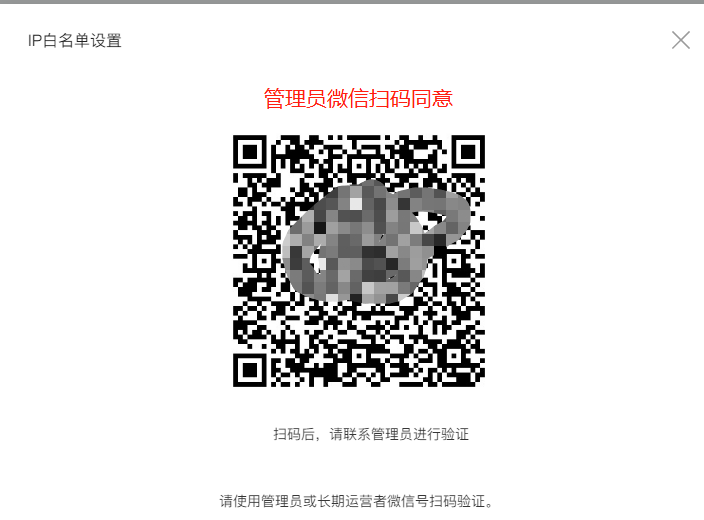 IP白名单设置
管理员微信扫码同意
扫码后，请联系管理员进行验证
请使用管理员或长期运营者微信号扫码验证。